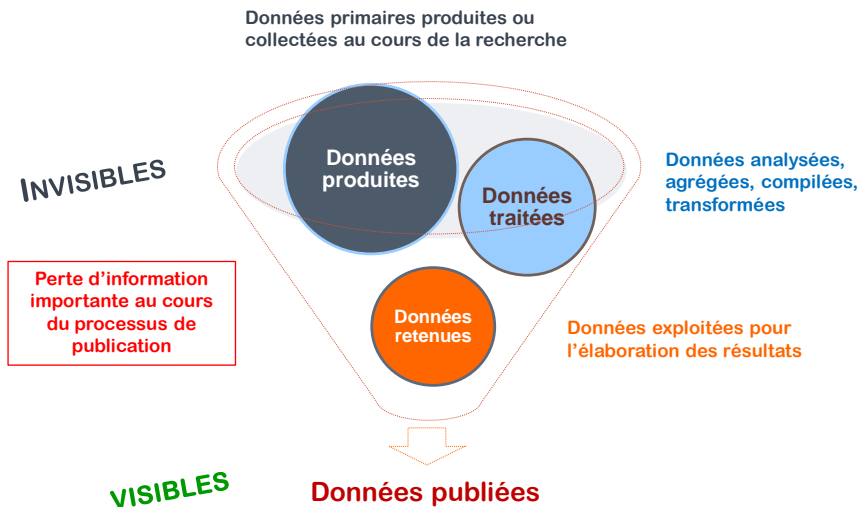 Données primaires produites ou
collectées au cours de la recherche
Données
produites
INVISIBLES
Données
traitées
Données analysées,
agrégées, compilées,
transformées
Perte d’information
importante au cours
du processus de
publication
Données
retenues
Données exploitées pour
l’élaboration des résultats
VISIBLES
Données publiées